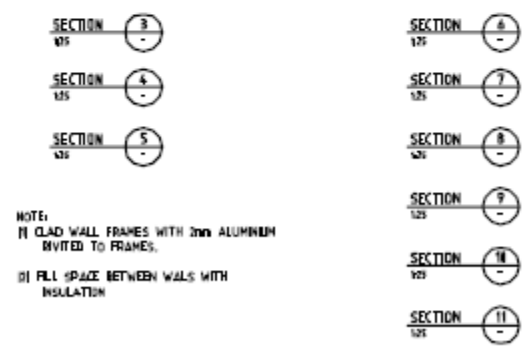 SECTION 3
1:25 -
SECTION 4
1:25 -
SECTION 5
1:25 -
SECTION 6
1:25 -
SECTION 7
1:25 -
SECTION 8
1:25 -
SECTION 9
1:25 -
SECTION 10
1:25 -
SECTION 11
1:25 -
NOTE:
[1] CLAD WALL FRAMES WITH 2mm ALUMINIUM
RIVITED TO FRAMES.
[2] FILL SPACE BETWEEN WALS WITH
INSULATION